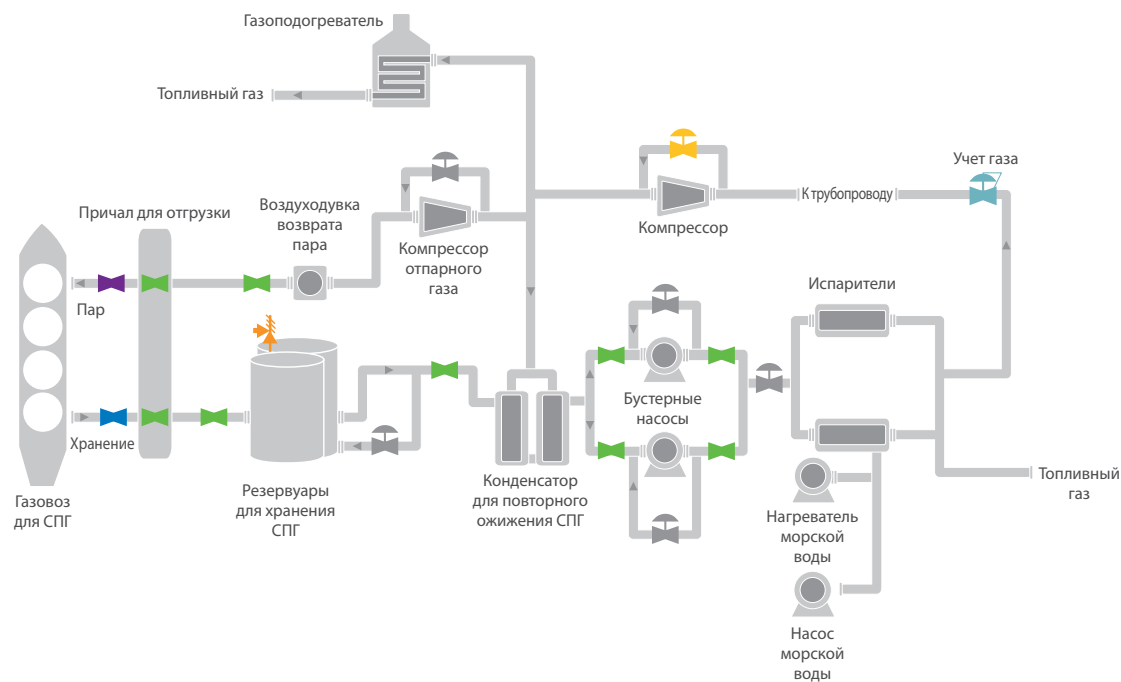 Газоподогреватель
Топливный газ
Учет газа
Причал для отгрузки
Воздуходувка
возврата
пара
К трубопроводу
Компрессор
Компрессор
отпарного
газа
Пар
Испарители
Бустерные
насосы
Хранение
Газовоз
для СПГ
Резервуары
для хранения
СПГ
Конденсатор
для повторного
ожижения СПГ
Топливный
газ
Нагреватель
морской
воды
Насос
морской
воды